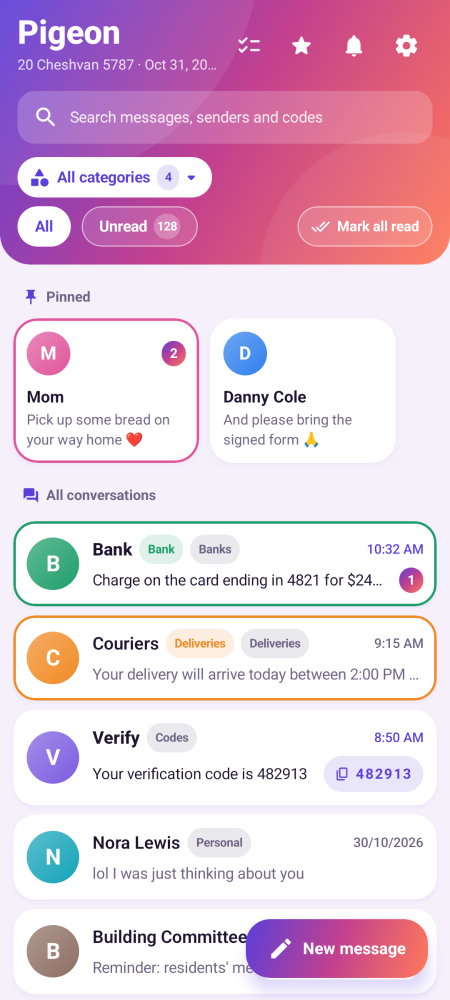 Pigeon
20 Cheshvan 5787 · Oct 31, 20...
Search messages, senders and codes
All categories 4
All
Unread 128
Mark all read
Pinned
M
2
Mom
Pick up some bread on
your way home ❤️
D
Danny Cole
And please bring the
signed form 🙏
All conversations
B
Bank Bank Banks 10:32 AM
Charge on the card ending in 4821 for $24... 1
C
Couriers Deliveries Deliveries 9:15 AM
Your delivery will arrive today between 2:00 PM ...
V
Verify Codes 8:50 AM
Your verification code is 482913 482913
N
Nora Lewis Personal 30/10/2026
lol I was just thinking about you
B
Building Committee
Reminder: residents'
New message